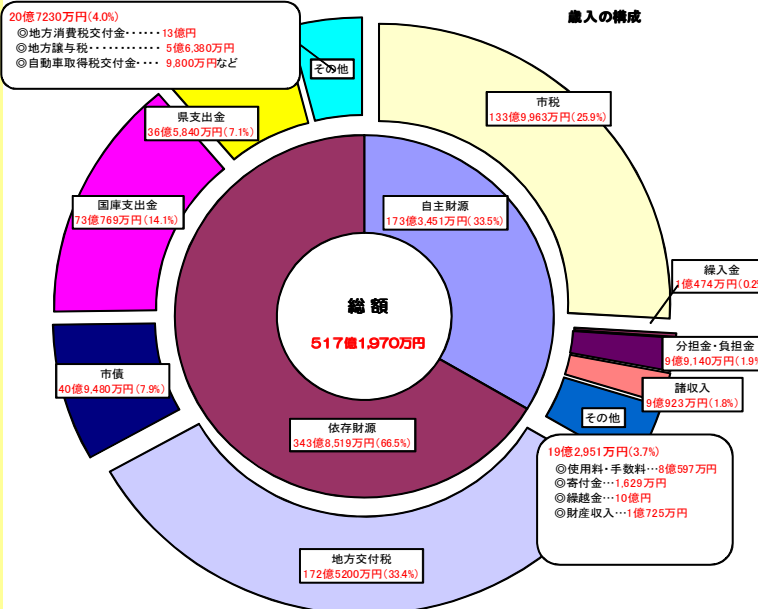 歳入の構成
20億7230万円(4.0%)
◎地方消費税交付金‥‥‥13億円
◎地方譲与税‥‥‥‥‥‥ 5億6,380万円
◎自動車取得税交付金‥‥ 9,800万円など
その他
市税
133億9,963万円(25.9%)
県支出金
36億5,840万円(7.1%)
国庫支出金
73億769万円(14.1%)
自主財源
173億3,451万円(33.5%)
繰入金
1億474万円(0.2%
総 額
517億1,970万円
分担金・負担金
9億9,140万円(1.9%
市債
40億9,480万円(7.9%)
諸収入
9億923万円(1.8%)
その他
依存財源
343億8,519万円(66.5%)
19億2,951万円(3.7%)
◎使用料・手数料…8億597万円
◎寄付金…1,629万円
◎繰越金…10億円
◎財産収入…1億725万円
地方交付税
172億5200万円(33.4%)